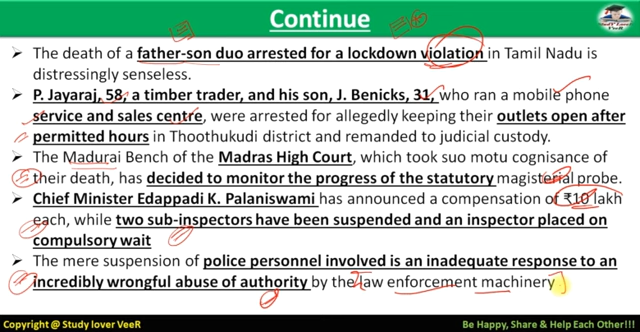 Continue
The death of a father-son duo arrested for a lockdown violation in Tamil Nadu is
distressingly senseless.
P. Jayaraj, 58, a timber trader, and his son, J. Benicks, 31, who ran a mobile phone
service and sales centre, were arrested for allegedly keeping their outlets open after
permitted hours in Thoothukudi district and remanded to judicial custody.
The Madurai Bench of the Madras High Court, which took suo motu cognisance of
their death, has decided to monitor the progress of the statutory magisterial probe.
Chief Minister Edappadi K. Palaniswami has announced a compensation of ₹10 lakh
each, while two sub-inspectors have been suspended and an inspector placed on
compulsory wait
The mere suspension of police personnel involved is an inadequate response to an
incredibly wrongful abuse of authority by the law enforcement machinery
Copyright @ Study lover VeeR
Be Happy, Share & Help Each Other!!!